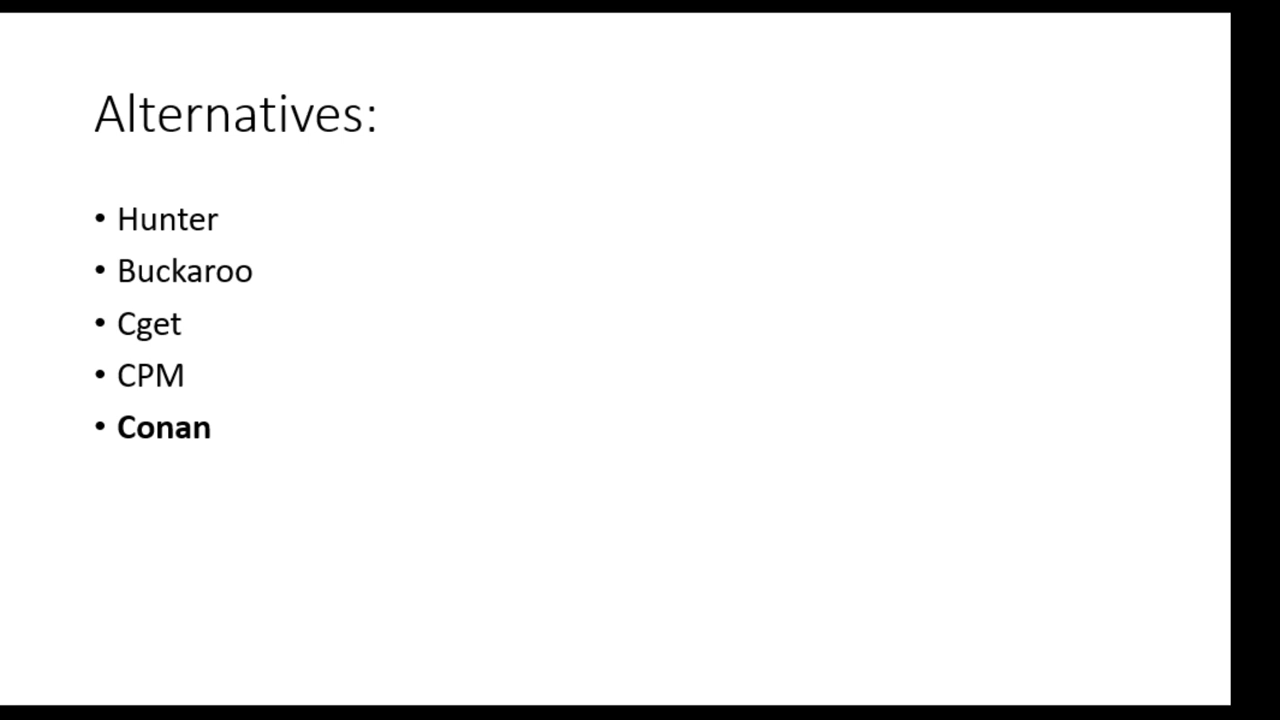 Alternatives:
• Hunter
• Buckaroo
• Cget
• CPM
• Conan